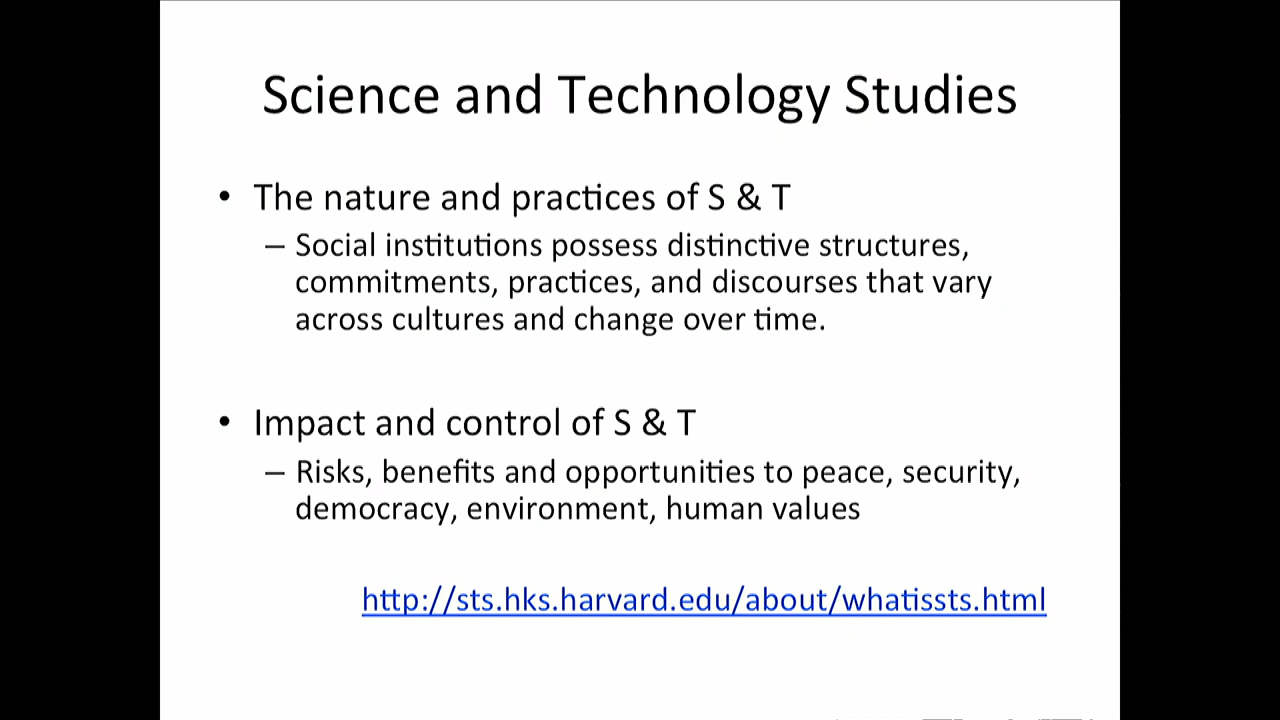 Science and Technology Studies
• The nature and practices of S & T
– Social institutions possess distinctive structures,
commitments, practices, and discourses that vary
across cultures and change over time.
• Impact and control of S & T
– Risks, benefits and opportunities to peace, security,
democracy, environment, human values
http://sts.hks.harvard.edu/about/whatissts.html